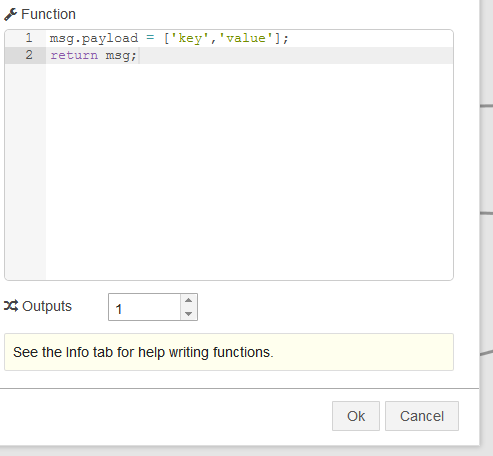 Function
1 msg.payload = ['key','value'];
2 return msg;
Outputs 1
See the Info tab for help writing functions.
Ok Cancel